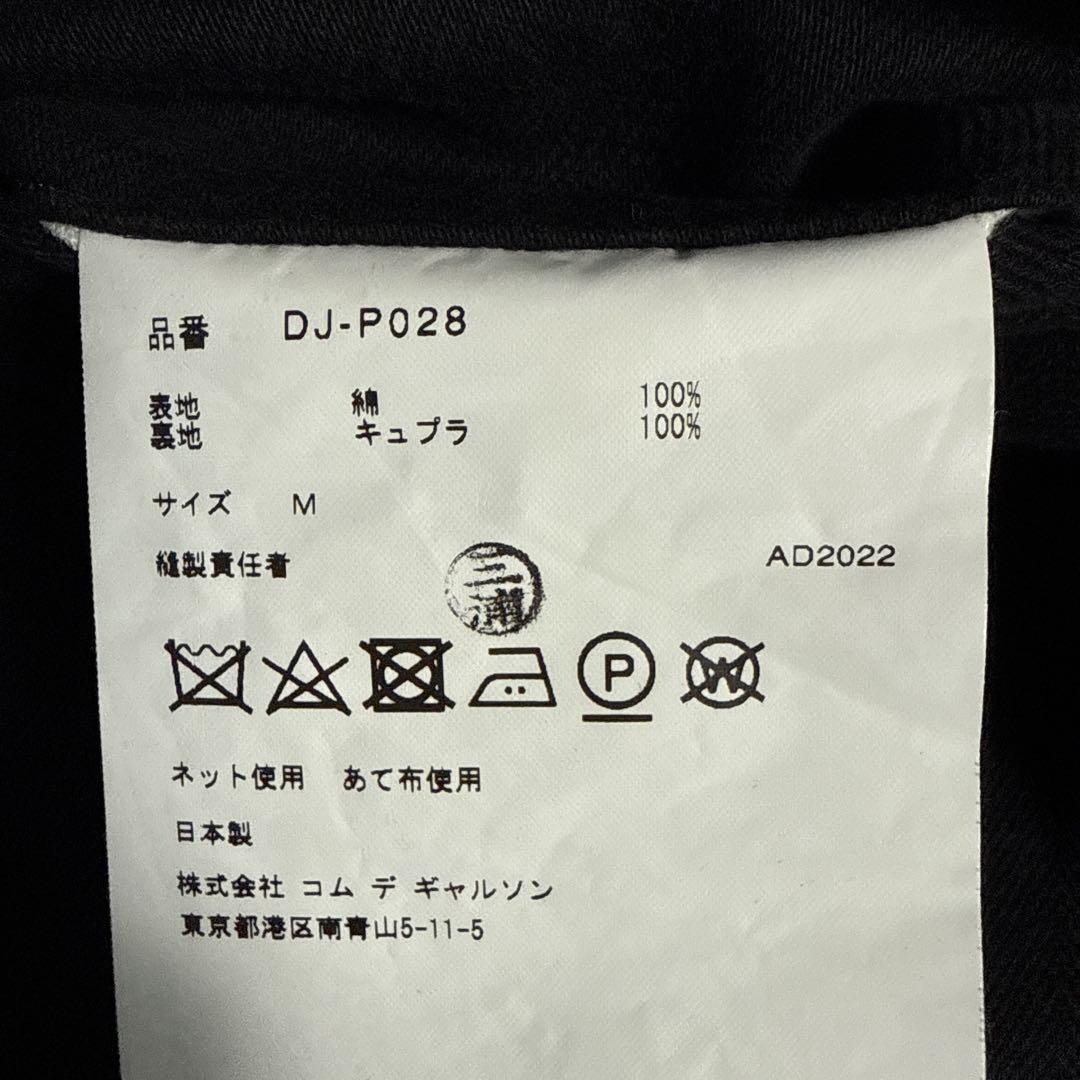 品番 DJ-P028
表地 綿 100%
裏地 キュプラ 100%
サイズ M
縫製責任者 三浦 AD2022
P W
ネット使用 あて布使用
日本製
株式会社 コム デ ギャルソン
東京都港区南青山5-11-5